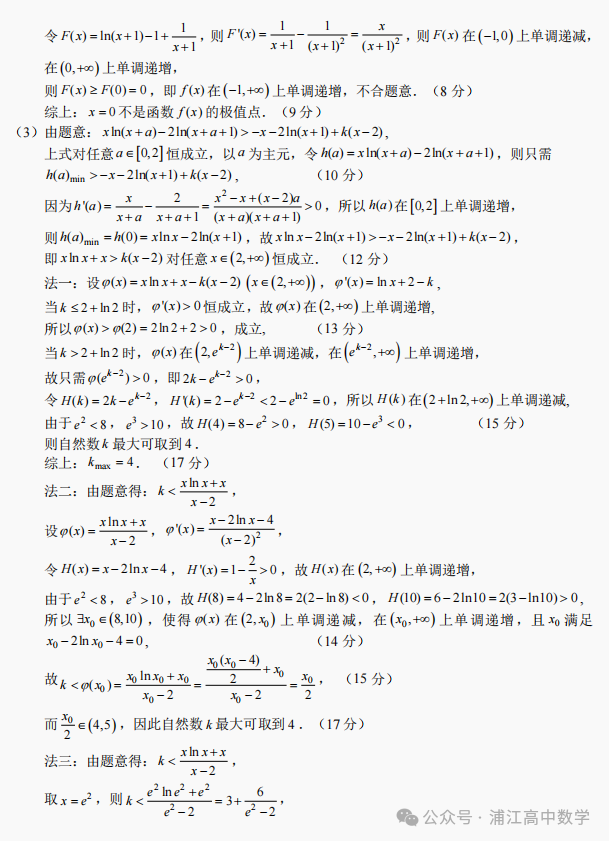 令 F(x) = ln(x+1) − 1 + 1/(x+1)，则 F'(x) = 1/(x+1) − 1/(x+1)² = x/(x+1)²，则 F(x) 在 (−1,0) 上单调递减，
在 (0,+∞) 上单调递增，
则 F(x) ≥ F(0) = 0，即 f(x) 在 (−1,+∞) 上单调递增，不合题意．（8 分）
综上：x = 0 不是函数 f(x) 的极值点．（9 分）
（3）由题意：x ln(x+a) − 2ln(x+a+1) > −x − 2ln(x+1) + k(x−2)，
上式对任意 a∈[0,2] 恒成立，以 a 为主元，令 h(a) = x ln(x+a) − 2ln(x+a+1)，则只需
h(a)min > −x − 2ln(x+1) + k(x−2)，（10 分）
因为 h'(a) = x/(x+a) − 2/(x+a+1) = (x² − x + (x−2)a)/((x+a)(x+a+1)) > 0，所以 h(a) 在 [0,2] 上单调递增，
则 h(a)min = h(0) = x ln x − 2ln(x+1)，故 x ln x − 2ln(x+1) > −x − 2ln(x+1) + k(x−2)，
即 x ln x + x > k(x−2) 对任意 x∈(2,+∞) 恒成立．（12 分）
法一：设 φ(x) = x ln x + x − k(x−2) (x∈(2,+∞))，φ'(x) = ln x + 2 − k，
当 k ≤ 2 + ln 2 时，φ'(x) > 0 恒成立，故 φ(x) 在 (2,+∞) 上单调递增，
所以 φ(x) > φ(2) = 2ln 2 + 2 > 0，成立，（13 分）
当 k > 2 + ln 2 时，φ(x) 在 (2,e^(k−2)) 上单调递减，在 (e^(k−2),+∞) 上单调递增，
故只需 φ(e^(k−2)) > 0，即 2k − e^(k−2) > 0，
令 H(k) = 2k − e^(k−2)，H'(k) = 2 − e^(k−2) < 2 − e^(ln2) = 0，所以 H(k) 在 (2+ln 2,+∞) 上单调递减，
由于 e² < 8，e³ > 10，故 H(4) = 8 − e² > 0，H(5) = 10 − e³ < 0，（15 分）
则自然数 k 最大可取到 4．
综上：kmax = 4．（17 分）
法二：由题意得：k < (x ln x + x)/(x−2)，
设 φ(x) = (x ln x + x)/(x−2)，φ'(x) = (x − 2ln x − 4)/(x−2)²，
令 H(x) = x − 2ln x − 4，H'(x) = 1 − 2/x > 0，故 H(x) 在 (2,+∞) 上单调递增，
由于 e² < 8，e³ > 10，故 H(8) = 4 − 2ln 8 = 2(2 − ln 8) < 0，H(10) = 6 − 2ln10 = 2(3 − ln10) > 0，
所以 ∃x₀∈(8,10)，使得 φ(x) 在 (2,x₀) 上单调递减，在 (x₀,+∞) 上单调递增，且 x₀ 满足
x₀ − 2ln x₀ − 4 = 0，（14 分）
故 k < φ(x₀) = (x₀ ln x₀ + x₀)/(x₀−2) = (x₀(x₀−4)/2 + x₀)/(x₀−2) = x₀/2，（15 分）
而 x₀/2 ∈(4,5)，因此自然数 k 最大可取到 4．（17 分）
法三：由题意得：k < (x ln x + x)/(x−2)，
取 x = e²，则 k < (e² ln e² + e²)/(e²−2) = 3 + 6/(e²−2)，
公众号 · 浦江高中数学